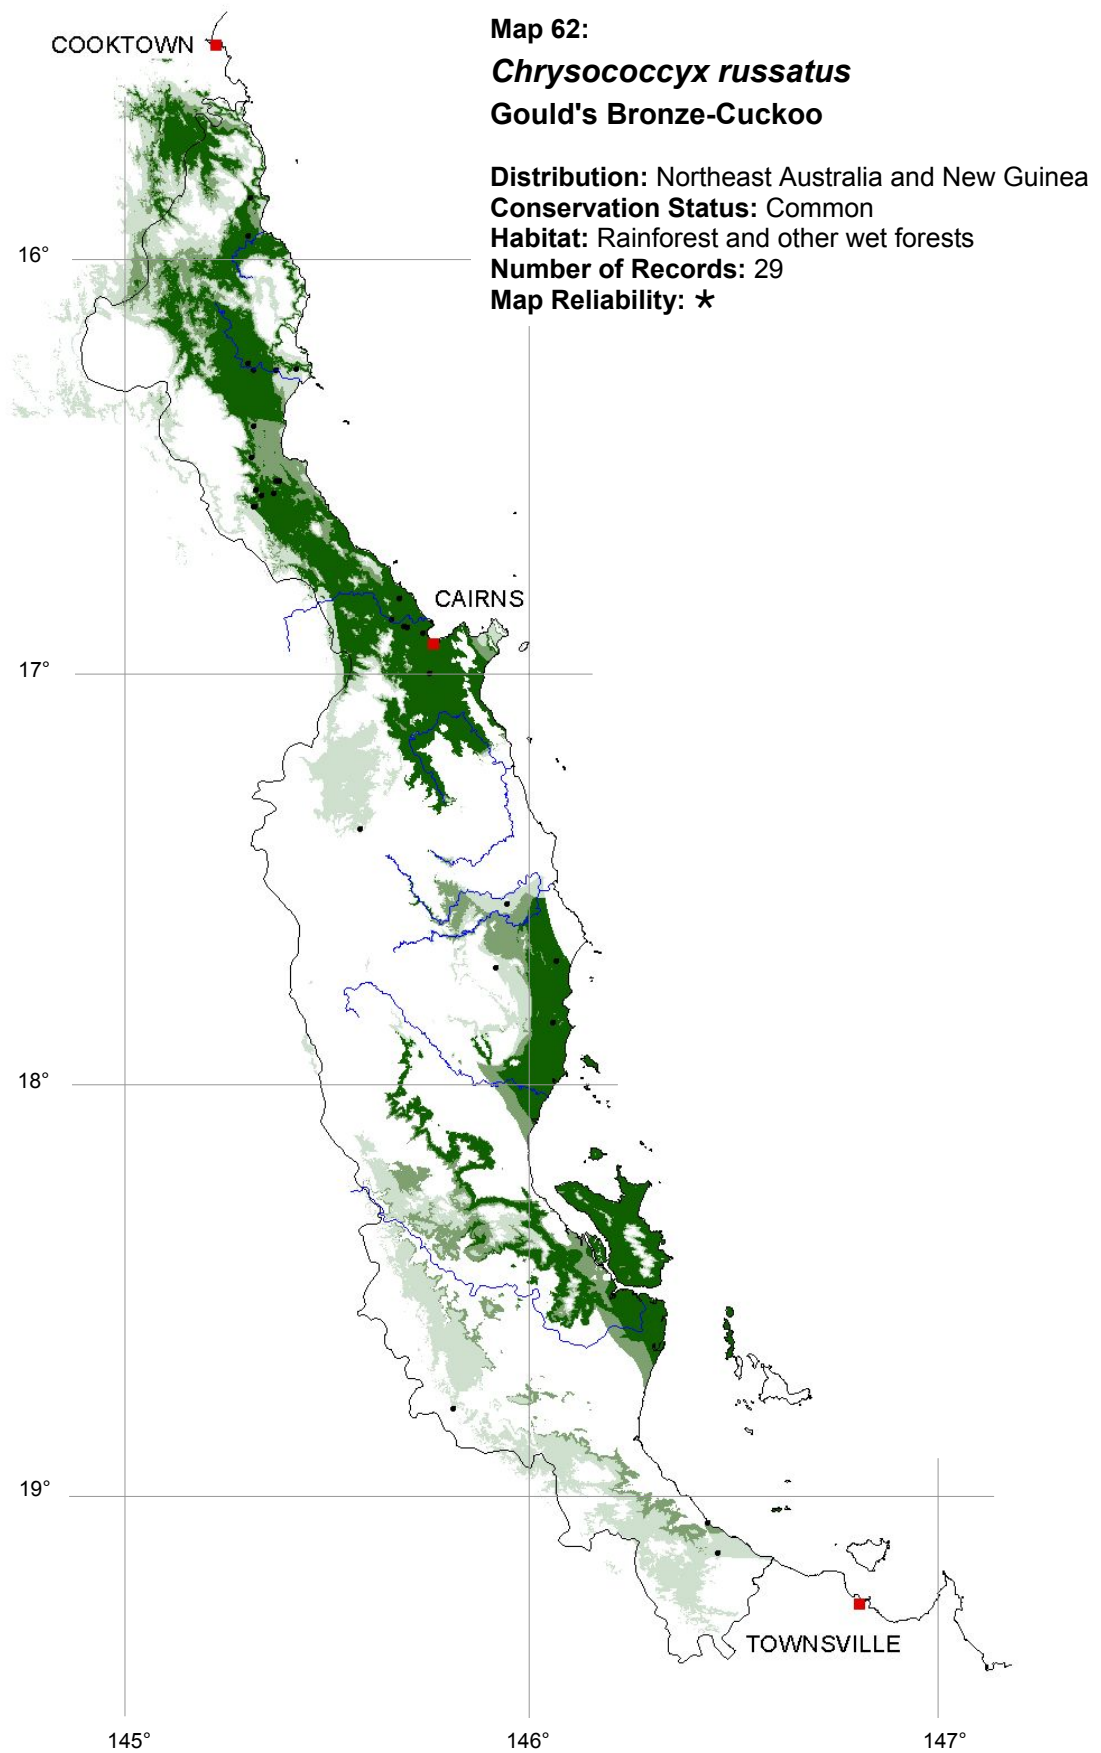 Map 62:
COOKTOWN
Chrysococcyx russatus
Gould's Bronze-Cuckoo
Distribution: Northeast Australia and New Guinea
Conservation Status: Common
Habitat: Rainforest and other wet forests
Number of Records: 29
Map Reliability: *
16°
CAIRNS
17°
18°
19°
TOWNSVILLE
145°
146°
147°